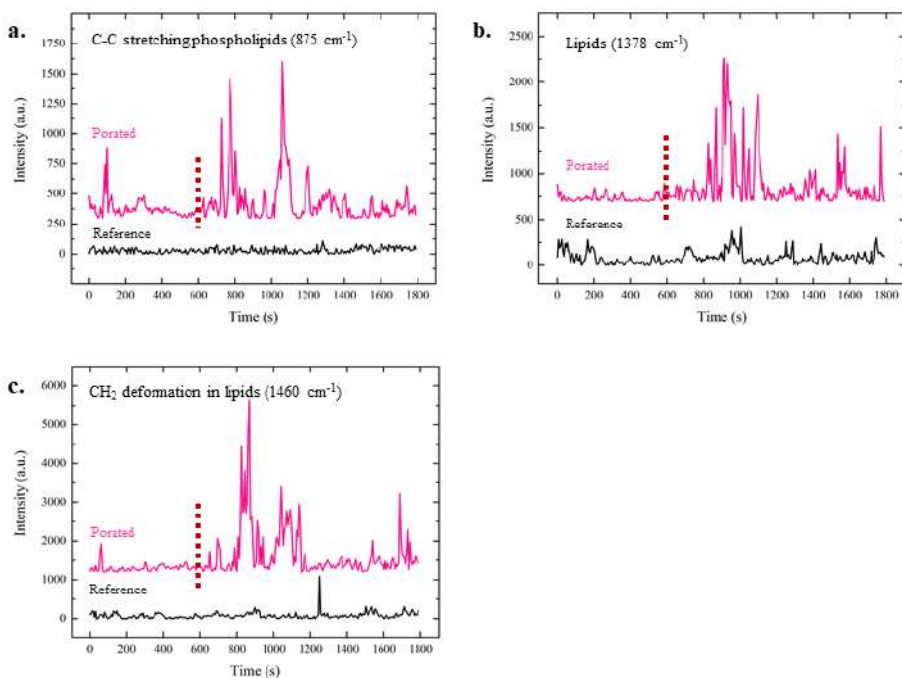 a.
C-C stretching phospholipids (875 cm-1)
1750
1500
1250
1000
750
500
250
0
Intensity (a.u.)
Porated
Reference
0 200 400 600 800 1000 1200 1400 1600 1800
Time (s)
b.
Lipids (1378 cm-1)
2500
2000
1500
1000
500
0
Intensity (a.u.)
Porated
Reference
0 200 400 600 800 1000 1200 1400 1600 1800
Time (s)
c.
CH2 deformation in lipids (1460 cm-1)
6000
5000
4000
3000
2000
1000
0
Intensity (a.u.)
Porated
Reference
0 200 400 600 800 1000 1200 1400 1600 1800
Time (s)